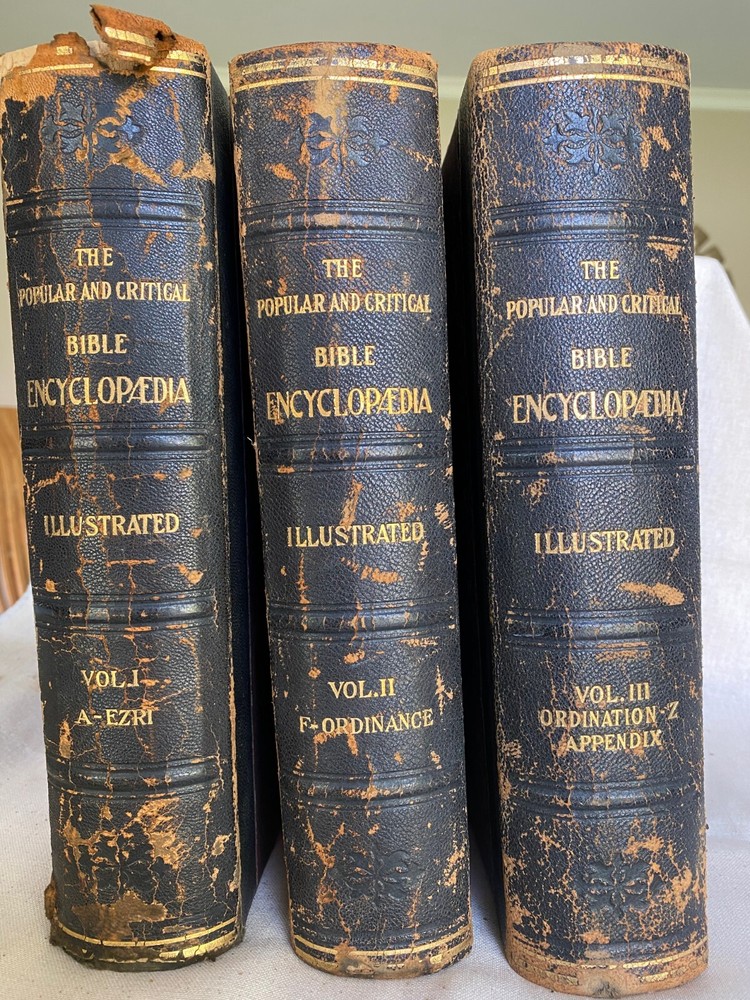 THE
POPULAR AND CRITICAL
BIBLE
ENCYCLOPÆDIA
ILLUSTRATED
VOL. I
A-EZRI
THE
POPULAR AND CRITICAL
BIBLE
ENCYCLOPÆDIA
ILLUSTRATED
VOL. II
F-ORDINANCE
THE
POPULAR AND CRITICAL
BIBLE
ENCYCLOPÆDIA
ILLUSTRATED
VOL. III
ORDINATION-Z
APPENDIX